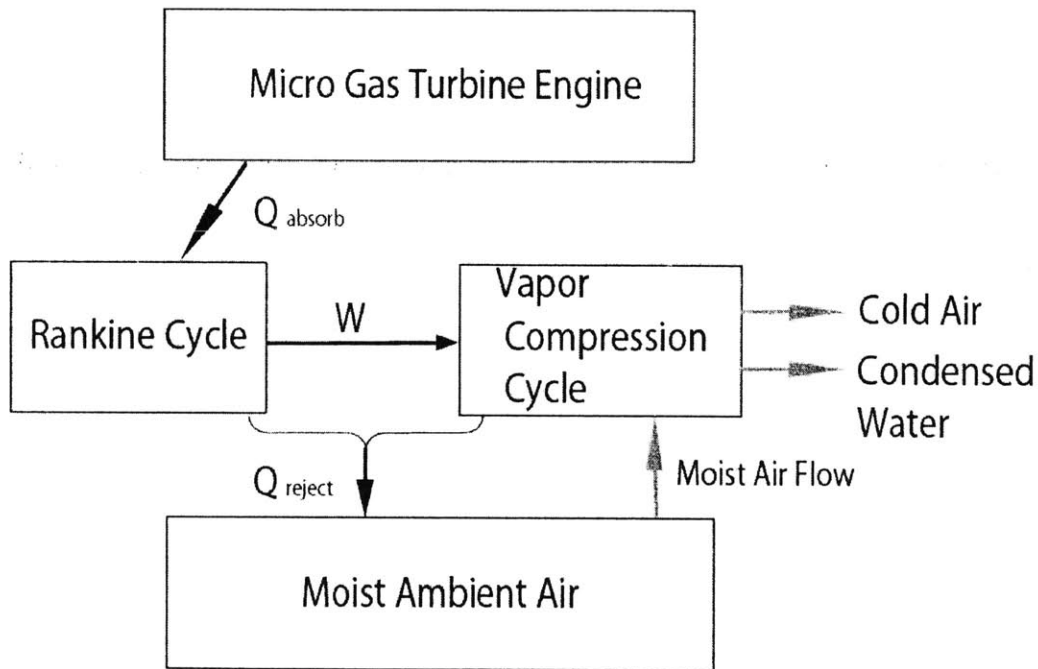 Micro Gas Turbine Engine
Q absorb
Rankine Cycle
W
Vapor
Compression
Cycle
Cold Air
Condensed
Water
Q reject
Moist Air Flow
Moist Ambient Air